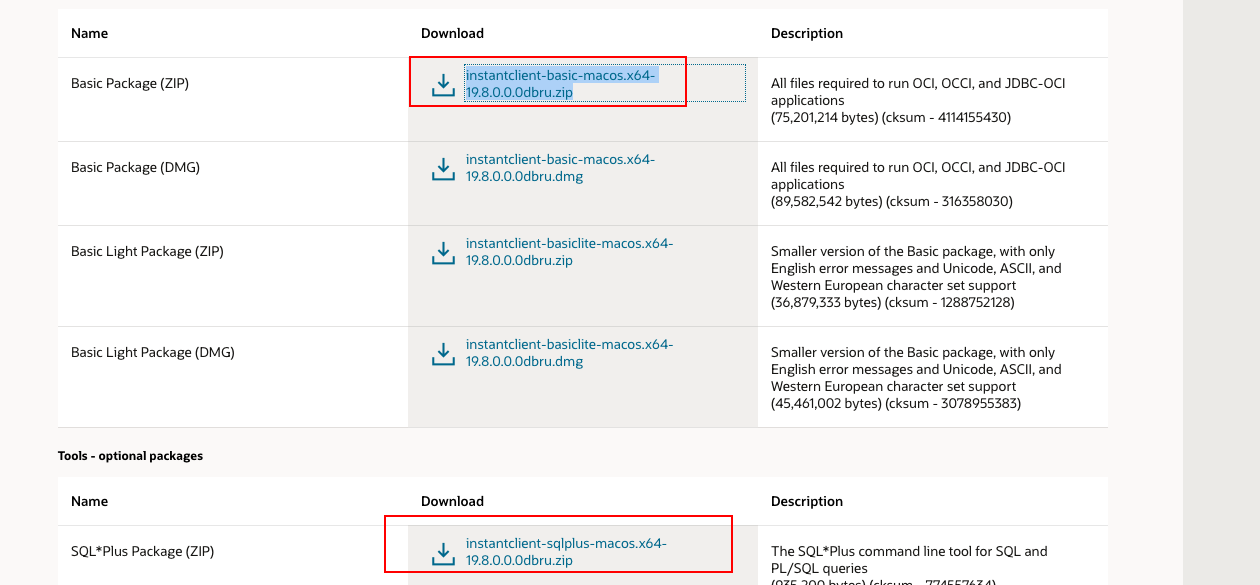 Name Download Description
Basic Package (ZIP)
instantclient-basic-macos.x64-
19.8.0.0.0dbru.zip
All files required to run OCI, OCCI, and JDBC-OCI
applications
(75,201,214 bytes) (cksum - 4114155430)
Basic Package (DMG)
instantclient-basic-macos.x64-
19.8.0.0.0dbru.dmg
All files required to run OCI, OCCI, and JDBC-OCI
applications
(89,582,542 bytes) (cksum - 316358030)
Basic Light Package (ZIP)
instantclient-basiclite-macos.x64-
19.8.0.0.0dbru.zip
Smaller version of the Basic package, with only
English error messages and Unicode, ASCII, and
Western European character set support
(36,879,333 bytes) (cksum - 1288752128)
Basic Light Package (DMG)
instantclient-basiclite-macos.x64-
19.8.0.0.0dbru.dmg
Smaller version of the Basic package, with only
English error messages and Unicode, ASCII, and
Western European character set support
(45,461,002 bytes) (cksum - 3078955383)
Tools - optional packages
Name Download Description
SQL*Plus Package (ZIP)
instantclient-sqlplus-macos.x64-
19.8.0.0.0dbru.zip
The SQL*Plus command line tool for SQL and
PL/SQL queries
(935,200 bytes) (cksum - 774557634)